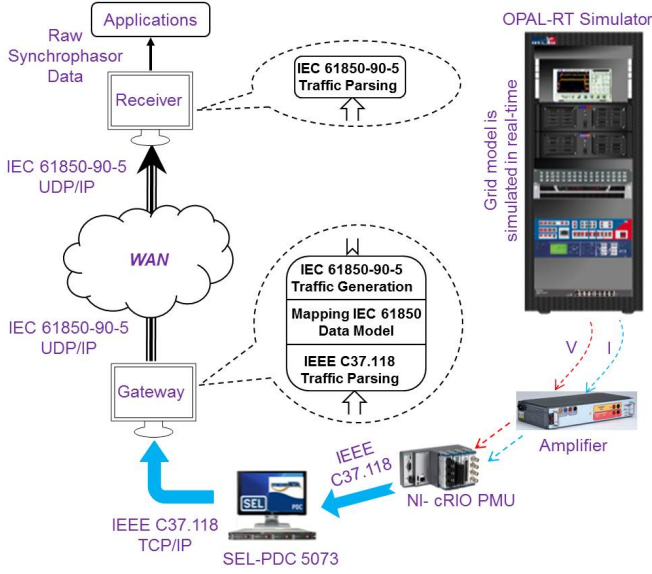 Applications
Raw
Synchrophasor
Data
Receiver
IEC 61850-90-5
Traffic Parsing
IEC 61850-90-5
UDP/IP
WAN
IEC 61850-90-5
UDP/IP
Gateway
IEC 61850-90-5
Traffic Generation
Mapping IEC 61850
Data Model
IEEE C37.118
Traffic Parsing
OPAL-RT Simulator
Grid model is
simulated in real-time
V
I
Amplifier
NI- cRIO PMU
IEEE
C37.118
SEL
PDC
SEL-PDC 5073
IEEE C37.118
TCP/IP